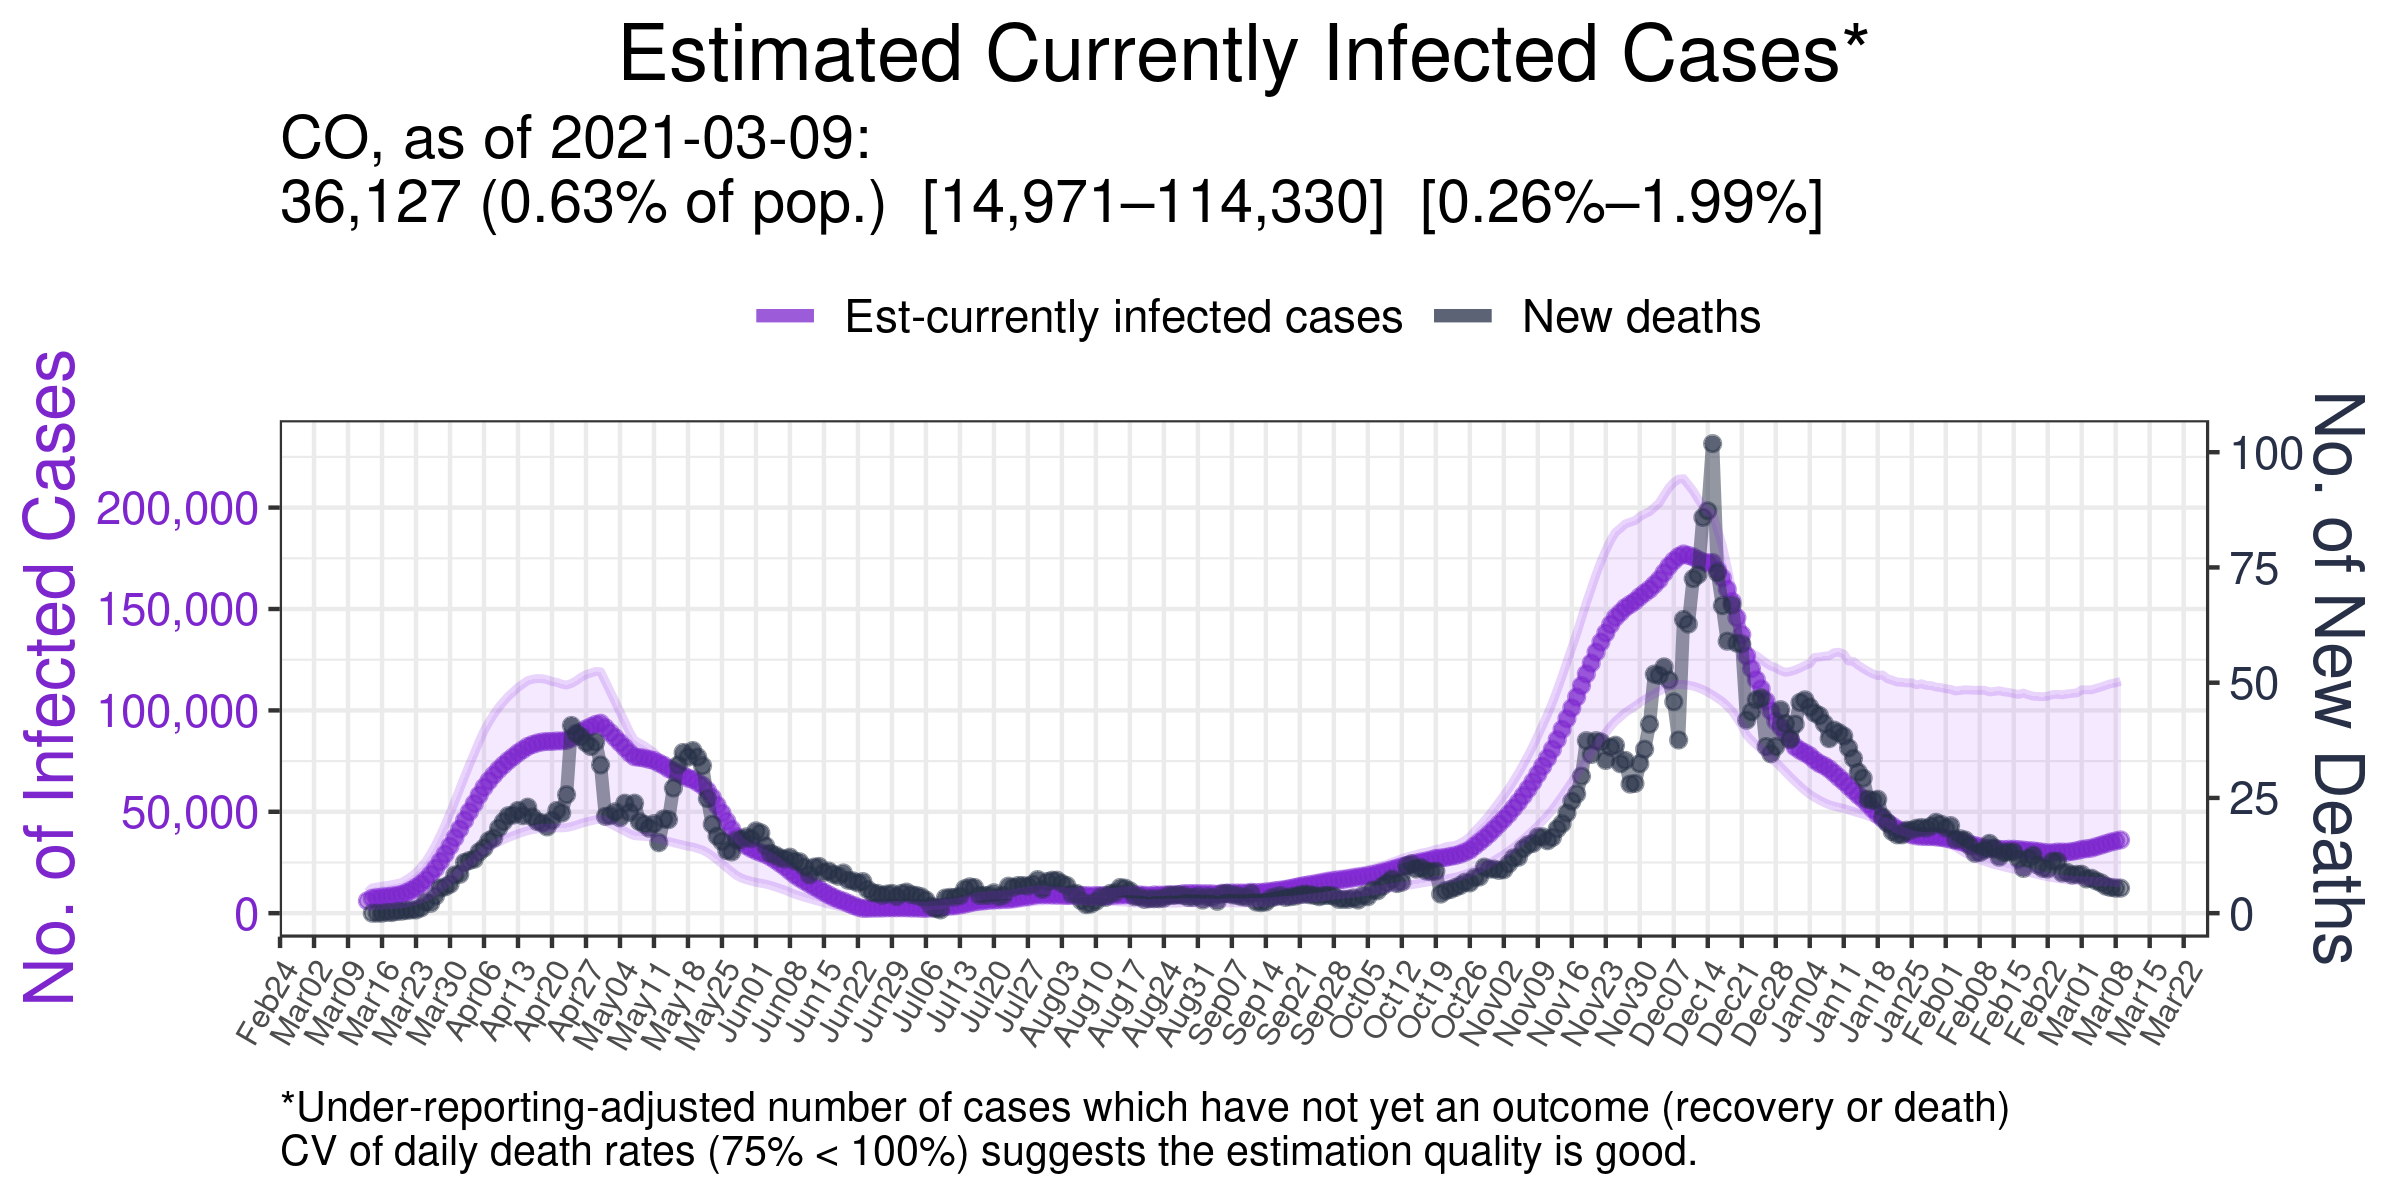 Estimated Currently Infected Cases*
CO, as of 2021-03-09:
36,127 (0.63% of pop.) [14,971–114,330] [0.26%–1.99%]
Est-currently infected cases
New deaths
No. of Infected Cases
200,000
150,000
100,000
50,000
0
100
75
50
25
0
No. of New Deaths
Feb24
Mar02
Mar09
Mar16
Mar23
Mar30
Apr06
Apr13
Apr20
Apr27
May04
May11
May18
May25
Jun01
Jun08
Jun15
Jun22
Jun29
Jul06
Jul13
Jul20
Jul27
Aug03
Aug10
Aug17
Aug24
Aug31
Sep07
Sep14
Sep21
Sep28
Oct05
Oct12
Oct19
Oct26
Nov02
Nov09
Nov16
Nov23
Nov30
Dec07
Dec14
Dec21
Dec28
Jan04
Jan11
Jan18
Jan25
Feb01
Feb08
Feb15
Feb22
Mar01
Mar08
Mar15
Mar22
*Under-reporting-adjusted number of cases which have not yet an outcome (recovery or death)
CV of daily death rates (75% < 100%) suggests the estimation quality is good.